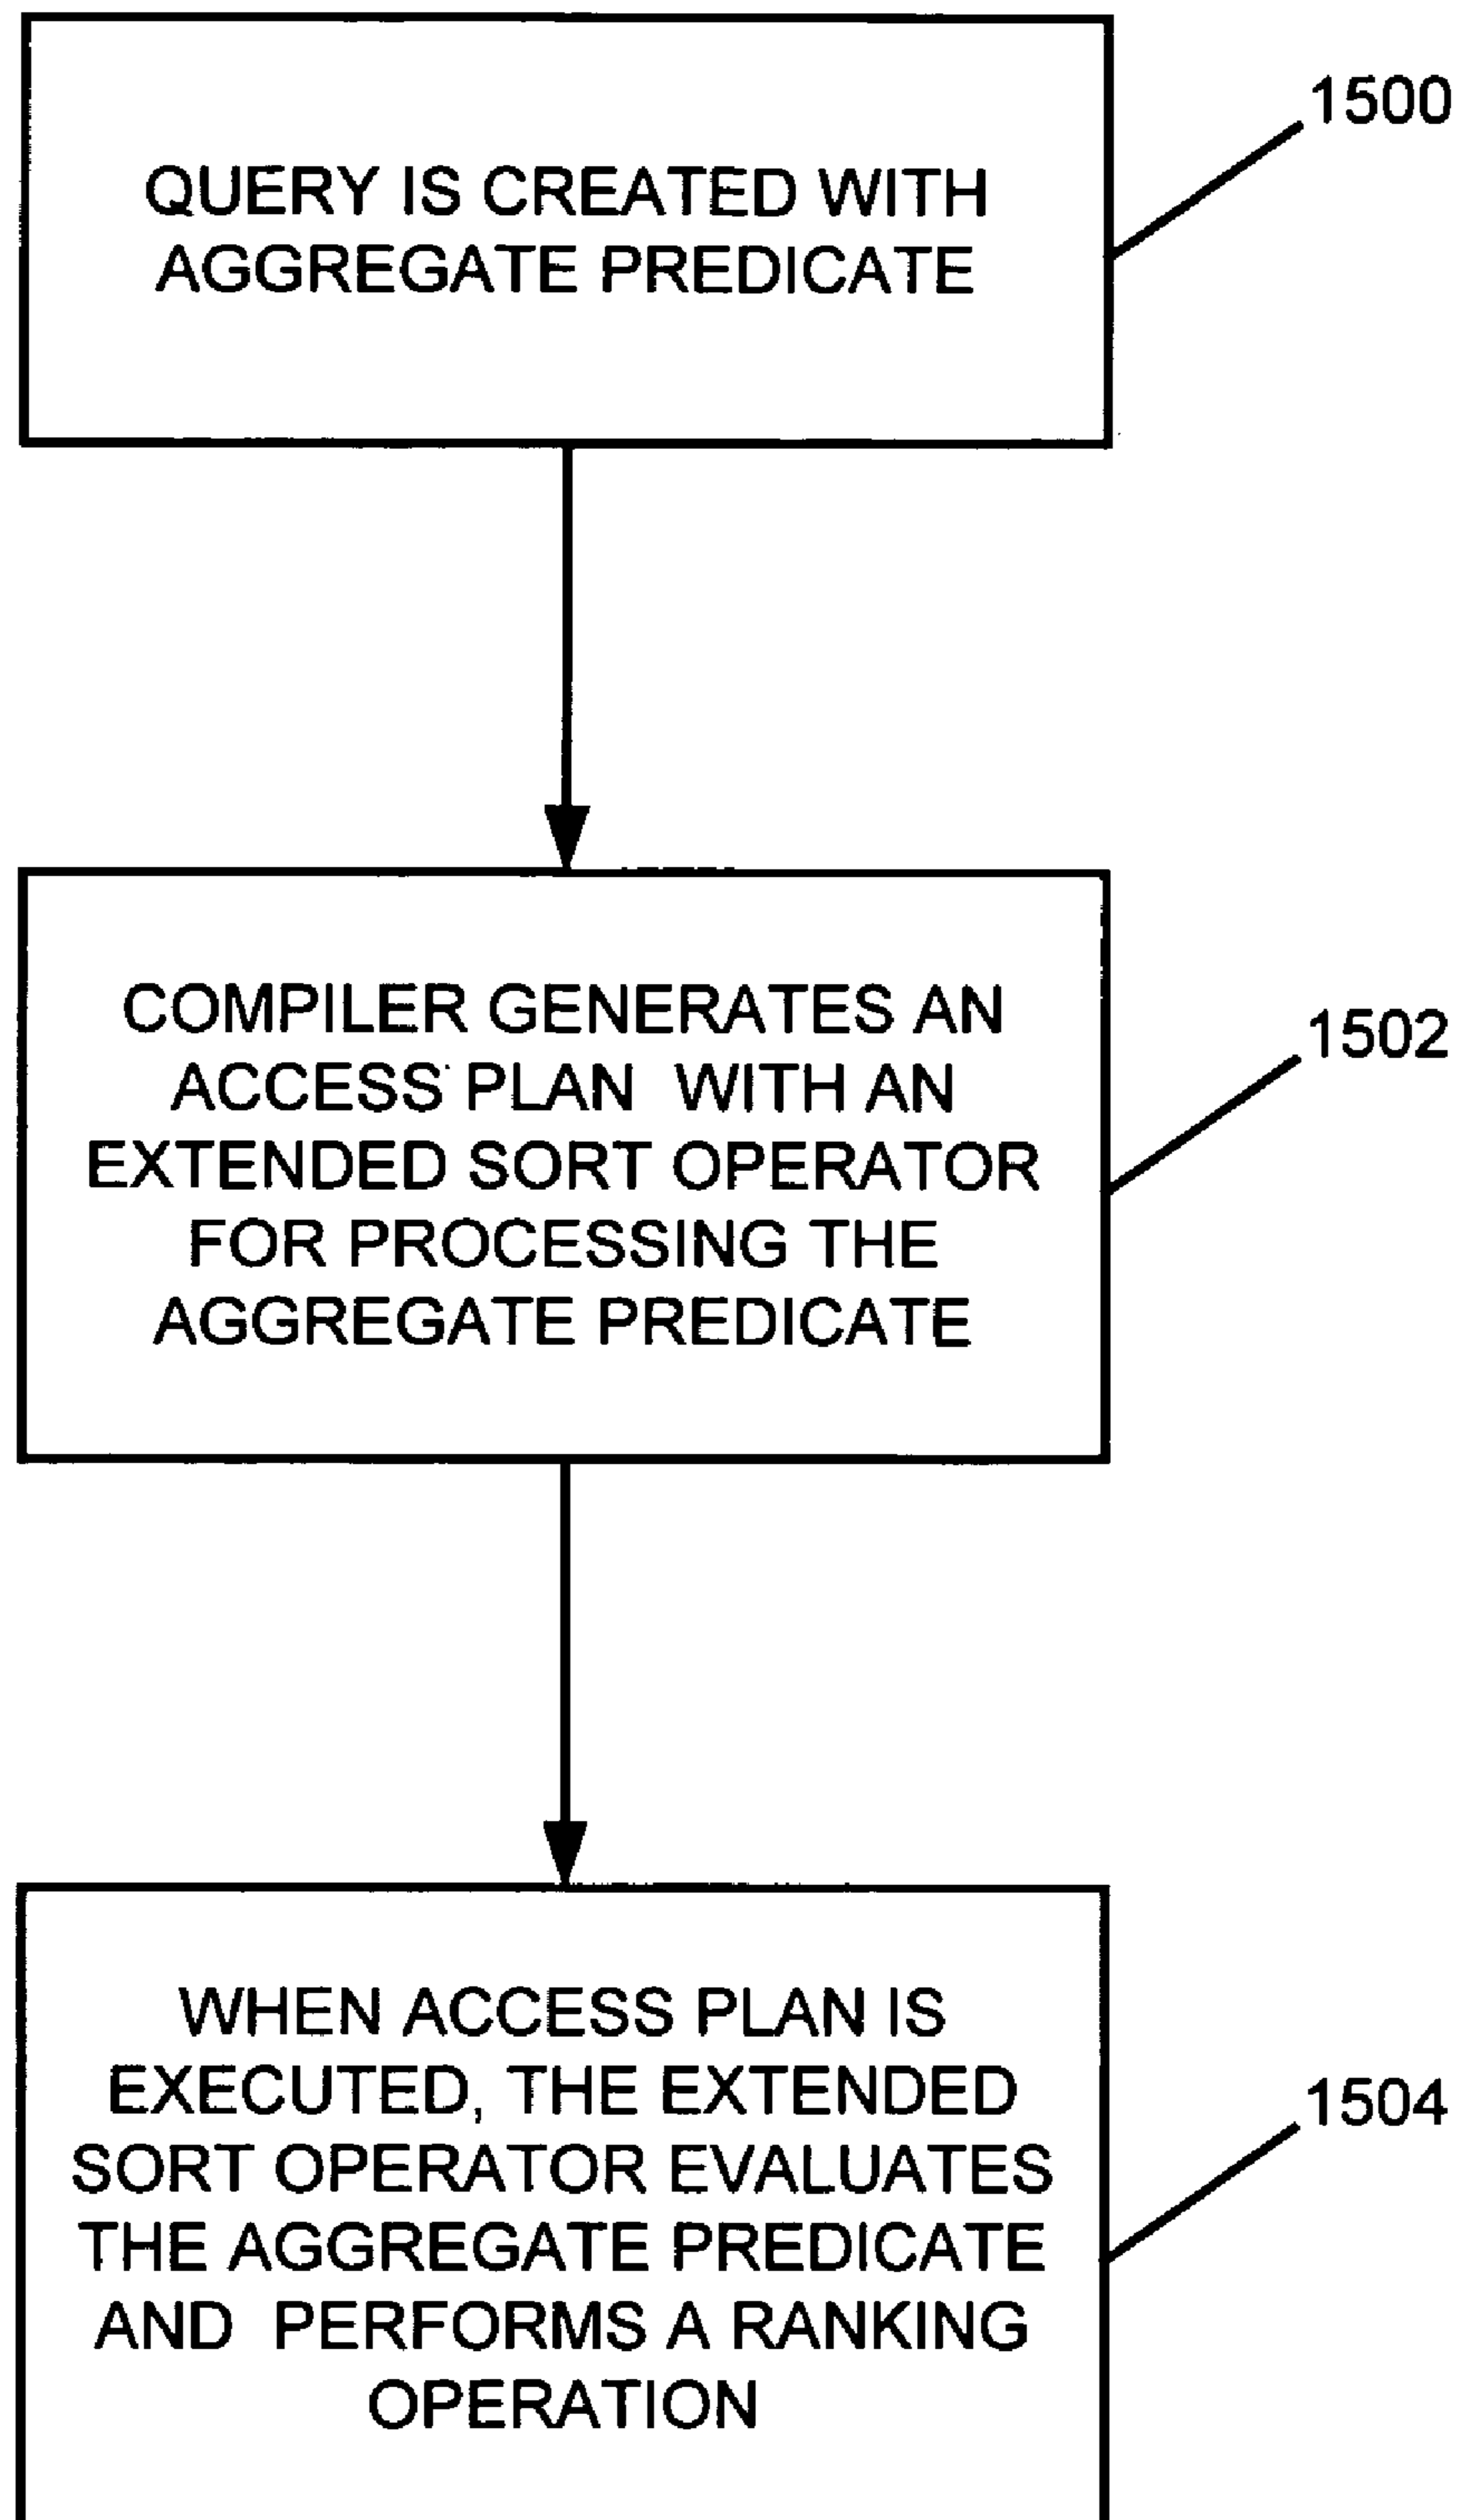 QUERY IS CREATED WITH
AGGREGATE PREDICATE
1500
COMPILER GENERATES AN
ACCESS PLAN WITH AN
EXTENDED SORT OPERATOR
FOR PROCESSING THE
AGGREGATE PREDICATE
1502
WHEN ACCESS PLAN IS
EXECUTED, THE EXTENDED
SORT OPERATOR EVALUATES
THE AGGREGATE PREDICATE
AND PERFORMS A RANKING
OPERATION
1504